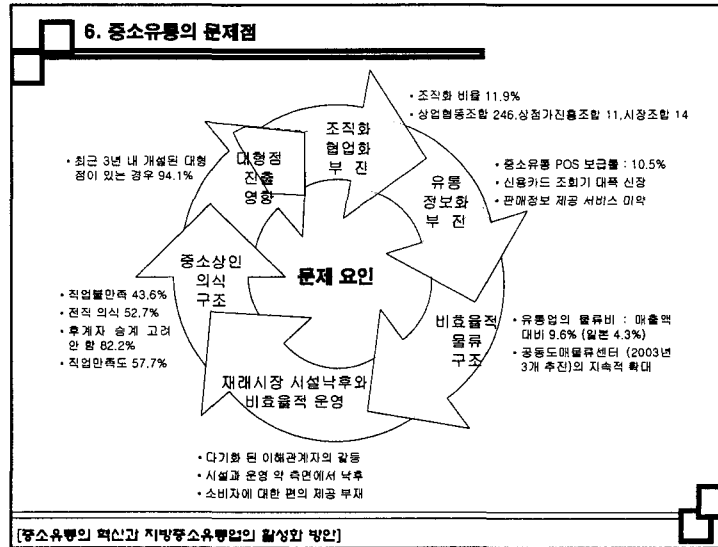 6. 중소유통의 문제점
조직화
협업화
부 진
• 조직화 비율 11.9%
• 상업협동조합 246,상점가진흥조합 11,시장조합 14
유통
정보화
부 진
• 중소유통 POS 보급률 : 10.5%
• 신용카드 조회기 대폭 신장
• 판매정보 제공 서비스 미약
비효율적
물류
구조
• 유통업의 물류비 : 매출액
대비 9.6% (일본 4.3%)
• 공동도매물류센터 (2003년
3개 추진)의 지속적 확대
재래시장 시설낙후와
비효율적 운영
• 다기화 된 이해관계자의 갈등
• 시설과 운영 약 측면에서 낙후
• 소비자에 대한 편의 제공 부재
중소상인
의식
구조
• 직업불만족 43.6%
• 전직 의식 52.7%
• 후계자 승계 고려
안 함 82.2%
• 직업만족도 57.7%
대형점
진출
영향
• 최근 3년 내 개설된 대형
점이 있는 경우 94.1%
문제 요인
[중소유통의 혁신과 지방중소유통업의 활성화 방안]